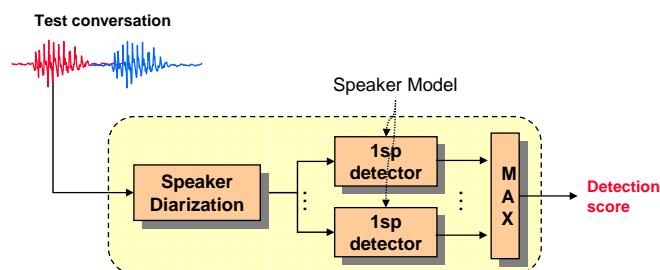 Test conversation
Speaker Model
Speaker
Diarization
1sp
detector
1sp
detector
M
A
X
Detection
score